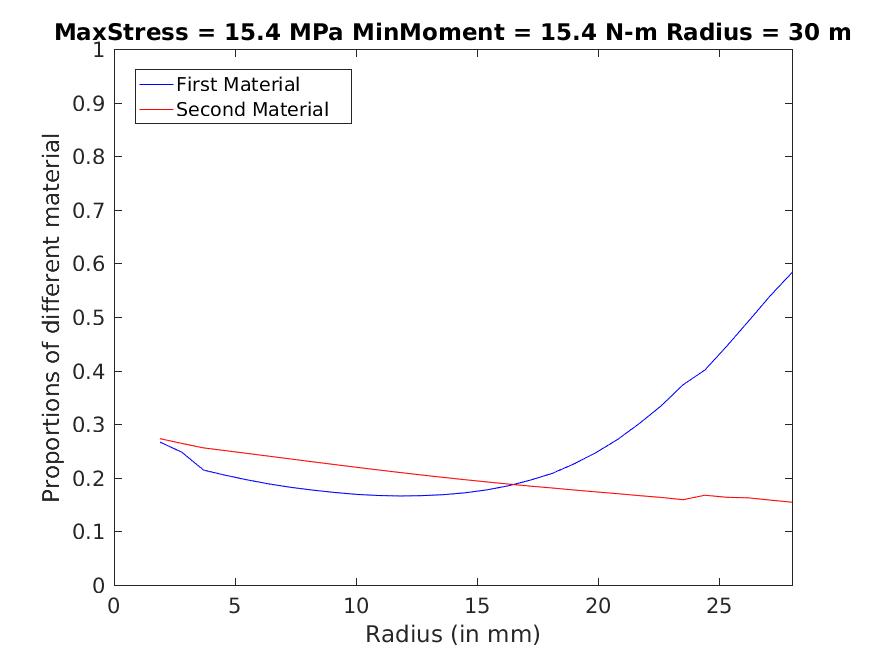 MaxStress = 15.4 MPa MinMoment = 15.4 N-m Radius = 30 m
1
First Material
Second Material
0.9
0.8
0.7
0.6
0.5
0.4
0.3
0.2
0.1
0
Proportions of different material
0 5 10 15 20 25
Radius (in mm)